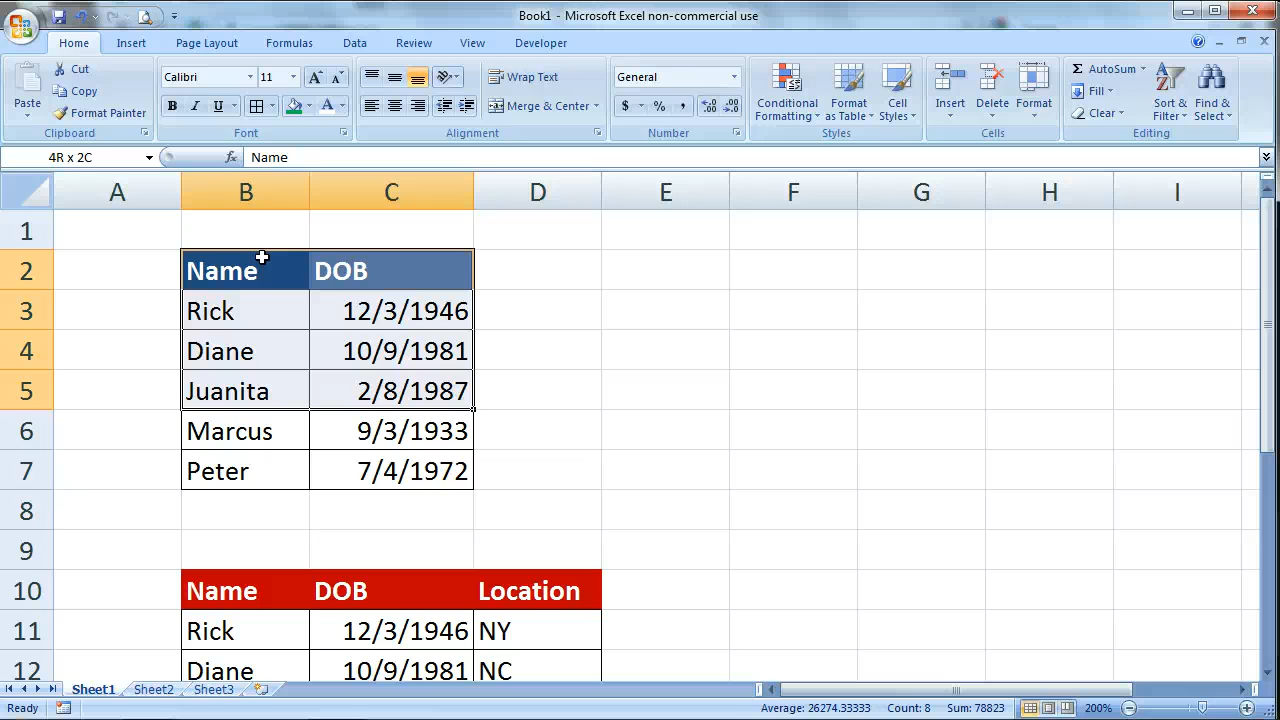 Book1 - Microsoft Excel non-commercial use
Home Insert Page Layout Formulas Data Review View Developer
Paste Cut Copy Format Painter Clipboard
Calibri 11 A A B I U A Font
Wrap Text Merge & Center Alignment
General $ % , .0 .00 .00 .0 Number
Conditional Formatting Format as Table Cell Styles Styles
Insert Delete Format Cells
Σ AutoSum Fill Clear Sort & Filter Find & Select Editing
4R x 2C fx Name
A B C D E F G H I
1
2 Name DOB
3 Rick 12/3/1946
4 Diane 10/9/1981
5 Juanita 2/8/1987
6 Marcus 9/3/1933
7 Peter 7/4/1972
8
9
10 Name DOB Location
11 Rick 12/3/1946 NY
12 Diane 10/9/1981 NC
Sheet1 Sheet2 Sheet3
Ready Average: 26274.33333 Count: 8 Sum: 78823 200%